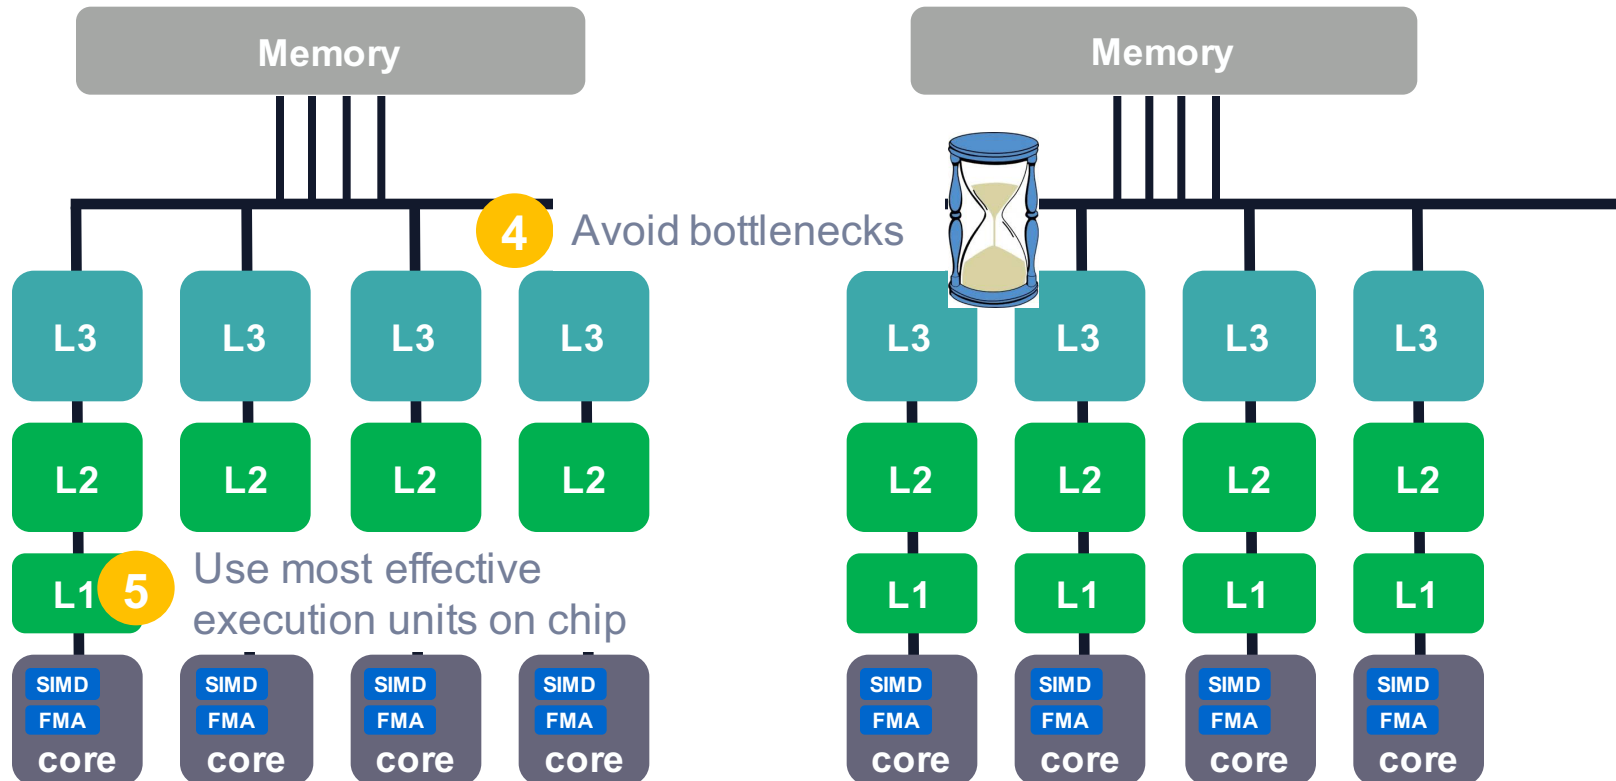 Memory
Memory
4 Avoid bottlenecks
L3 L3 L3 L3
L3 L3 L3 L3
L2 L2 L2 L2
L2 L2 L2 L2
L1 5 Use most effective
execution units on chip
L1 L1 L1 L1
SIMD SIMD SIMD SIMD
FMA FMA FMA FMA
core core core core
SIMD SIMD SIMD SIMD
FMA FMA FMA FMA
core core core core